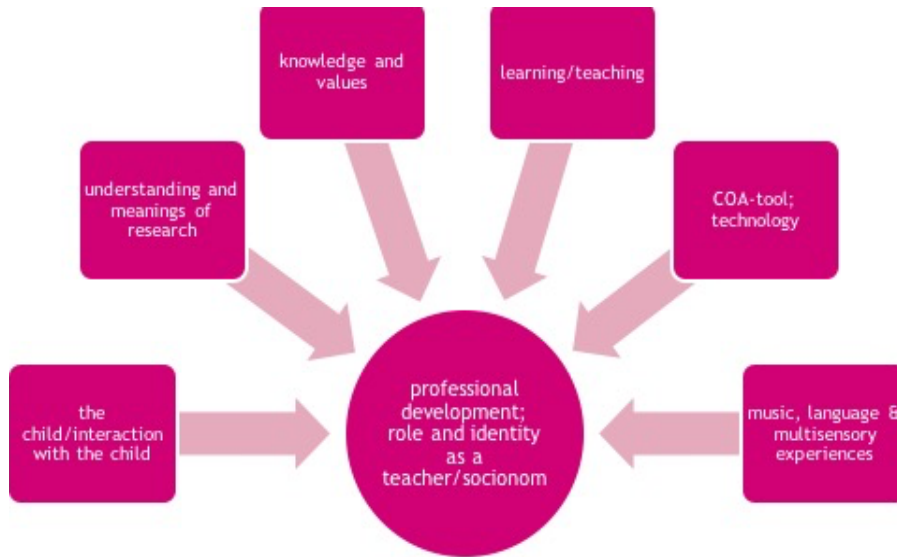 knowledge and
values
learning/teaching
understanding and
meanings of
research
COA-tool;
technology
the
child/interaction
with the child
professional
development;
role and identity
as a
teacher/socionom
music, language &
multisensory
experiences